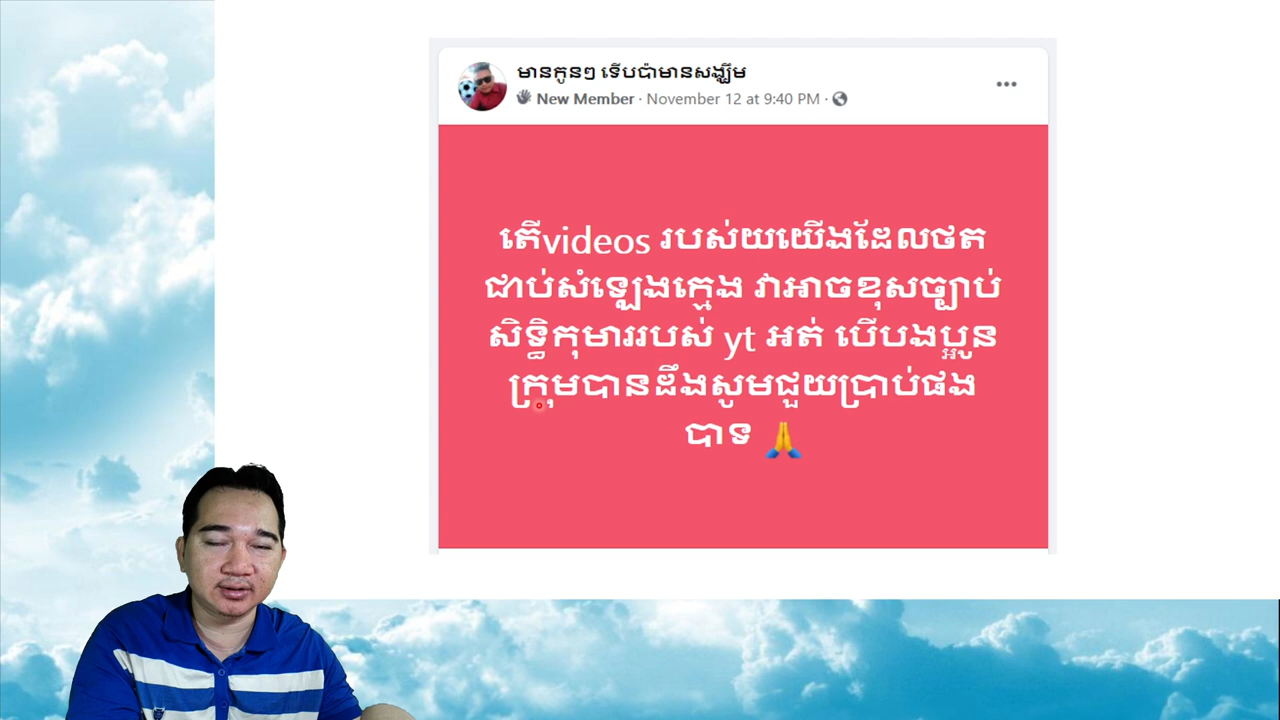 មានកូនៗ ទើបប៉ាមានសង្ឃឹម
New Member · November 12 at 9:40 PM ·
តើvideos របស់យយើងដែលថត
ជាប់សំឡេងក្មេង វាអាចខុសច្បាប់
សិទ្ធិកុមាររបស់ yt អត់ បើបងប្អូន
ក្រុមបានដឹងសូមជួយប្រាប់ផង
បាទ 🙏